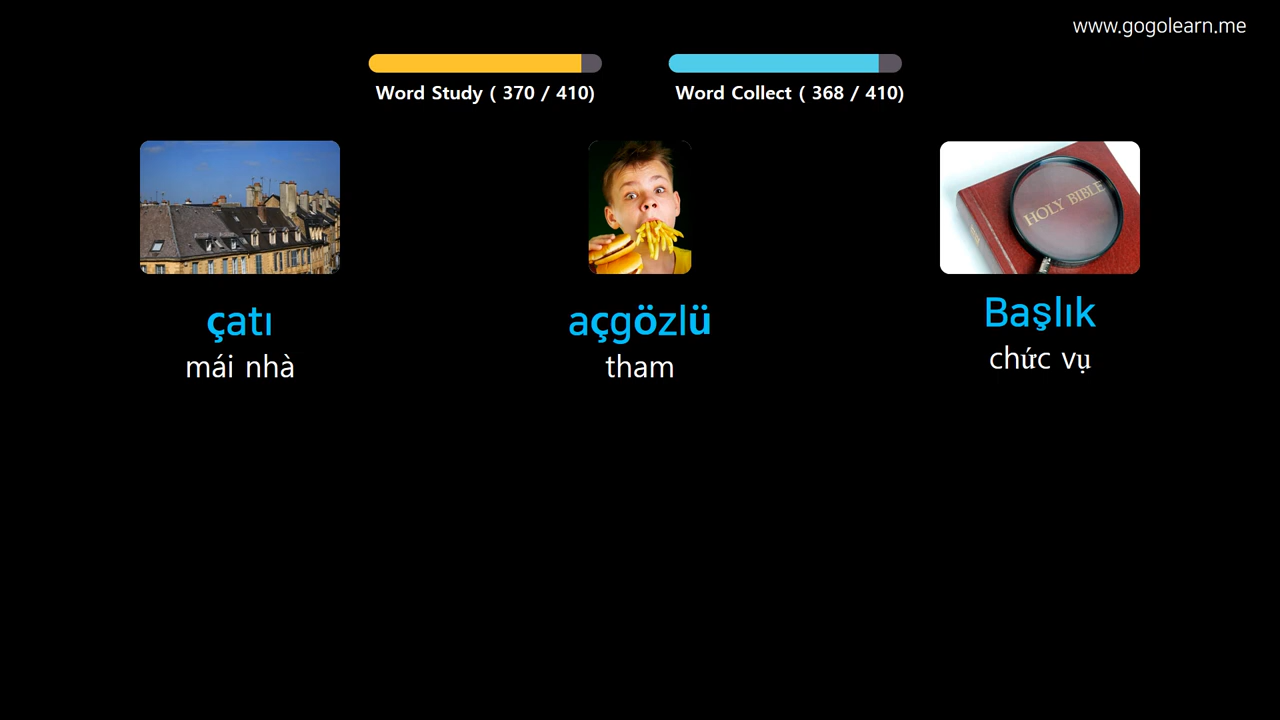 www.gogolearn.me
Word Study ( 370 / 410)
Word Collect ( 368 / 410)
HOLY BIBLE
çatı
açgözlü
Başlık
mái nhà
tham
chức vụ